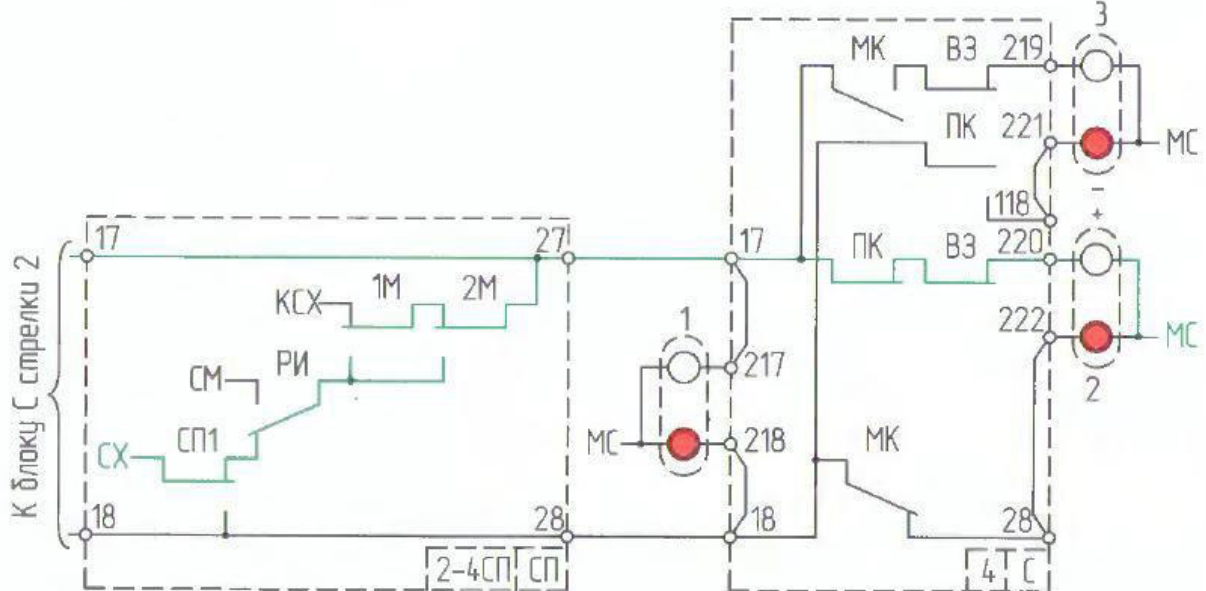 3
МК
ВЗ
219
ПК
221
МС
-
118
+
17
27
17
ПК
ВЗ
220
КСХ
1М
2М
1
222
МС
2
РИ
СМ
217
СП1
СХ
МС
218
МК
К блоку С стрелки 2
18
28
18
28
2-4СП
СП
4
С